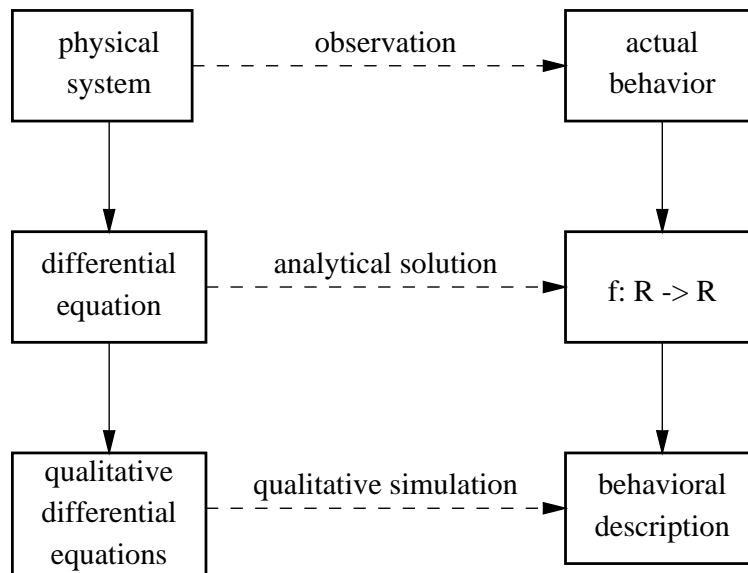 physical
system
observation
actual
behavior
differential
equation
analytical solution
f: R -> R
qualitative
differential
equations
qualitative simulation
behavioral
description